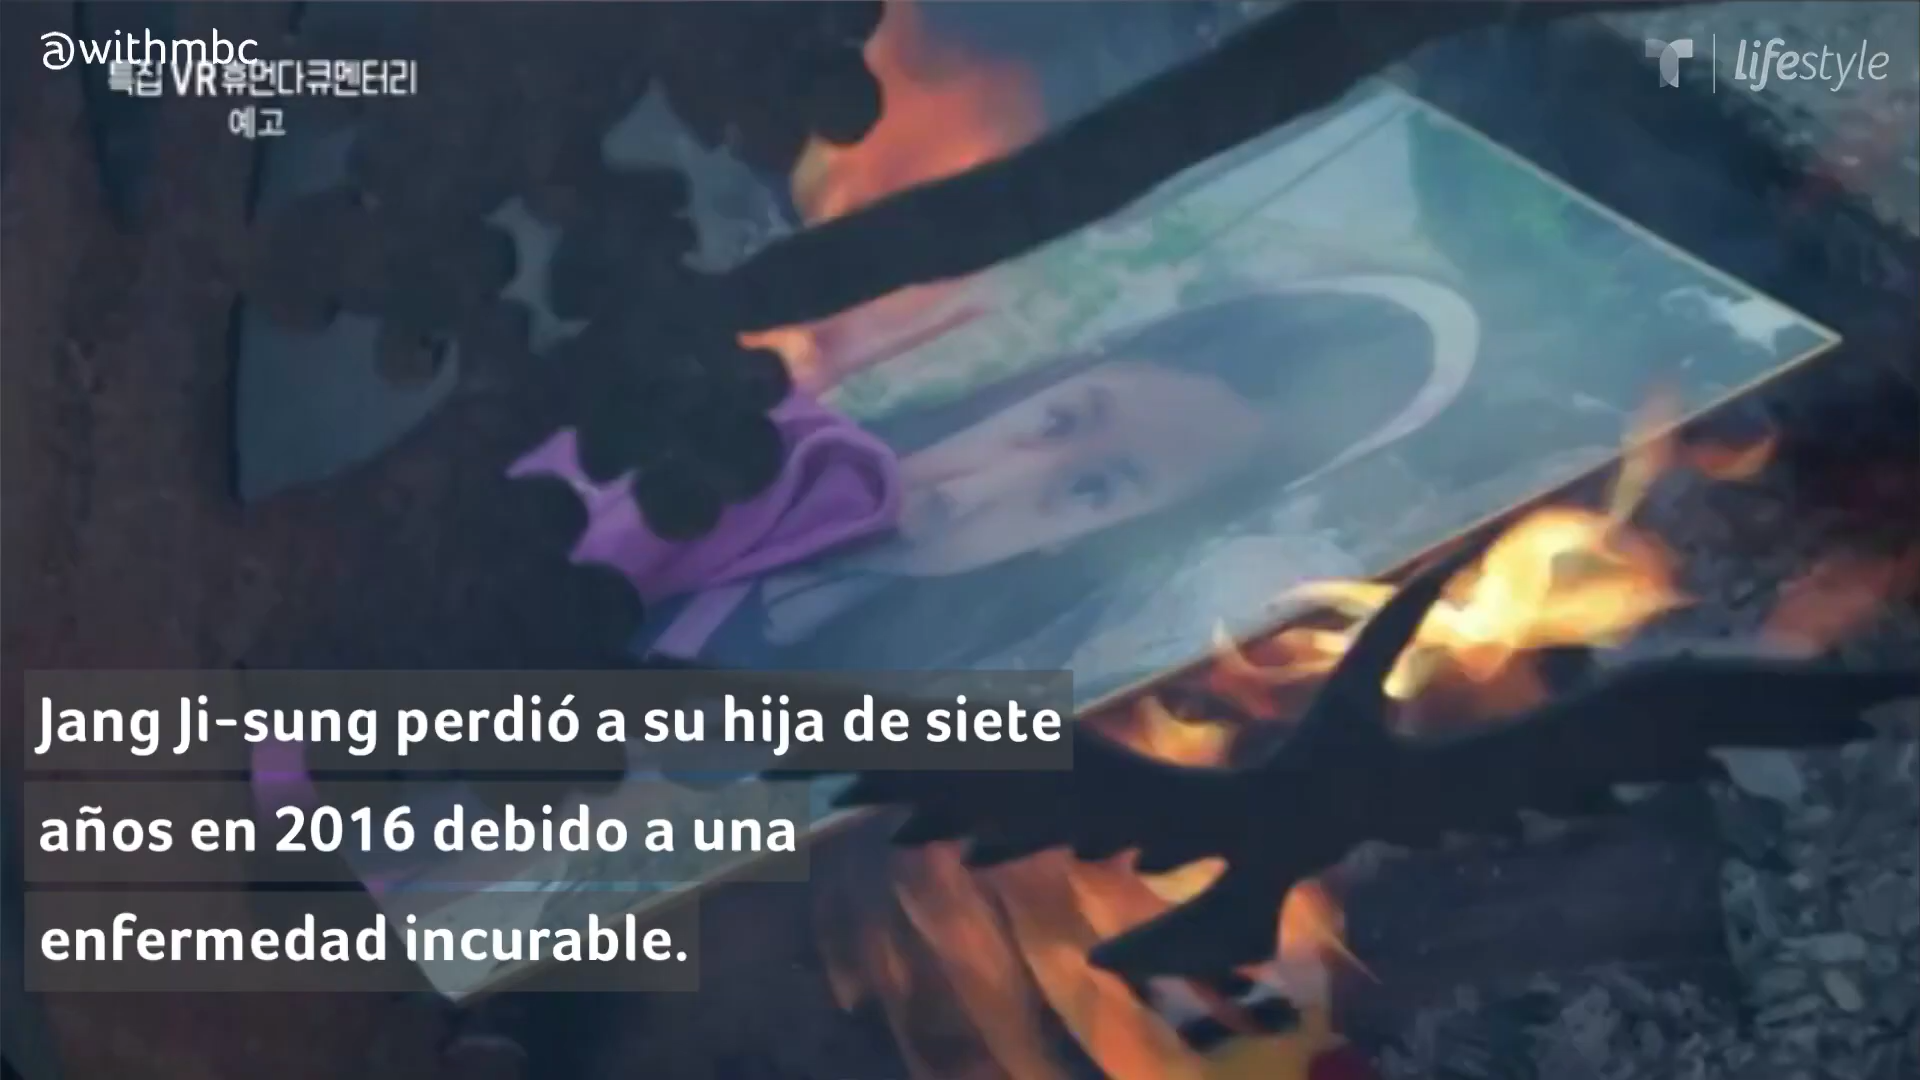 @withmbc
특집 VR 휴먼다큐멘터리
예고
lifestyle
Jang Ji-sung perdió a su hija de siete
años en 2016 debido a una
enfermedad incurable.